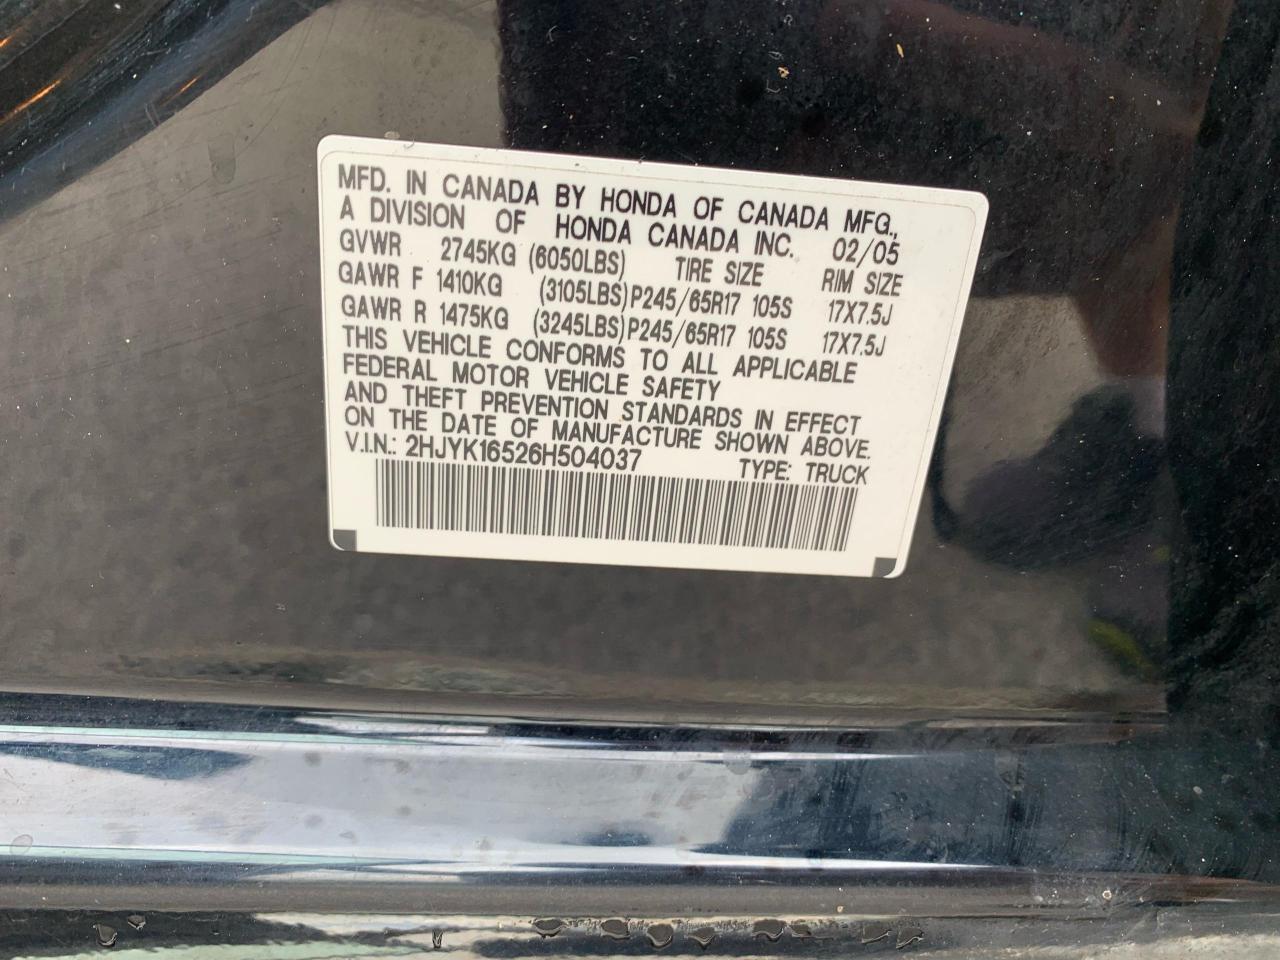 MFD. IN CANADA BY HONDA OF CANADA MFG.,
A DIVISION OF HONDA CANADA INC. 02/05
GVWR 2745KG (6050LBS) TIRE SIZE RIM SIZE
GAWR F 1410KG (3105LBS) P245/65R17 105S 17X7.5J
GAWR R 1475KG (3245LBS) P245/65R17 105S 17X7.5J
THIS VEHICLE CONFORMS TO ALL APPLICABLE
FEDERAL MOTOR VEHICLE SAFETY
AND THEFT PREVENTION STANDARDS IN EFFECT
ON THE DATE OF MANUFACTURE SHOWN ABOVE.
V.I.N.: 2HJYK16526H504037 TYPE: TRUCK